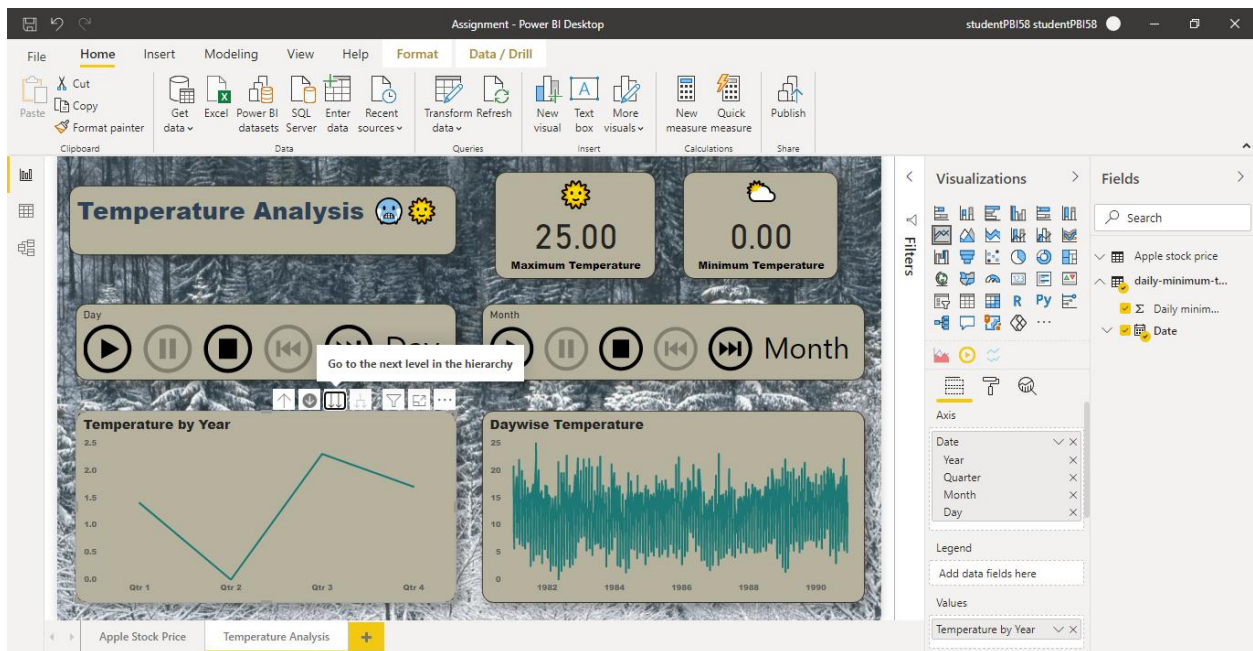 Assignment - Power BI Desktop
studentPBI58 studentPBI58
File Home Insert Modeling View Help Format Data / Drill
Paste
Cut
Copy
Format painter
Clipboard
Get data
Excel
Power BI datasets
SQL Server
Enter data
Recent sources
Data
Transform data
Refresh
Queries
New visual
Text box
More visuals
Insert
New measure
Quick measure
Calculations
Publish
Share
Temperature Analysis
25.00
Maximum Temperature
0.00
Minimum Temperature
Day
Month
Month
Go to the next level in the hierarchy
Temperature by Year
2.5
2.0
1.5
1.0
0.5
0.0
Qtr 1 Qtr 2 Qtr 3 Qtr 4
Daywise Temperature
25
20
15
10
5
0
1982 1984 1986 1988 1990
Filters
Visualizations
R Py
123
...
Axis
Date
Year
Quarter
Month
Day
Legend
Add data fields here
Values
Temperature by Year
Fields
Search
Apple stock price
daily-minimum-t...
Σ Daily minim...
Date
Apple Stock Price
Temperature Analysis
+